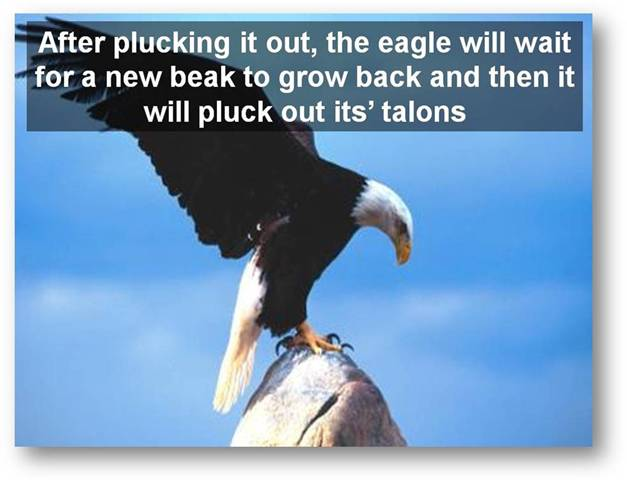 After plucking it out, the eagle will wait
for a new beak to grow back and then it
will pluck out its’ talons